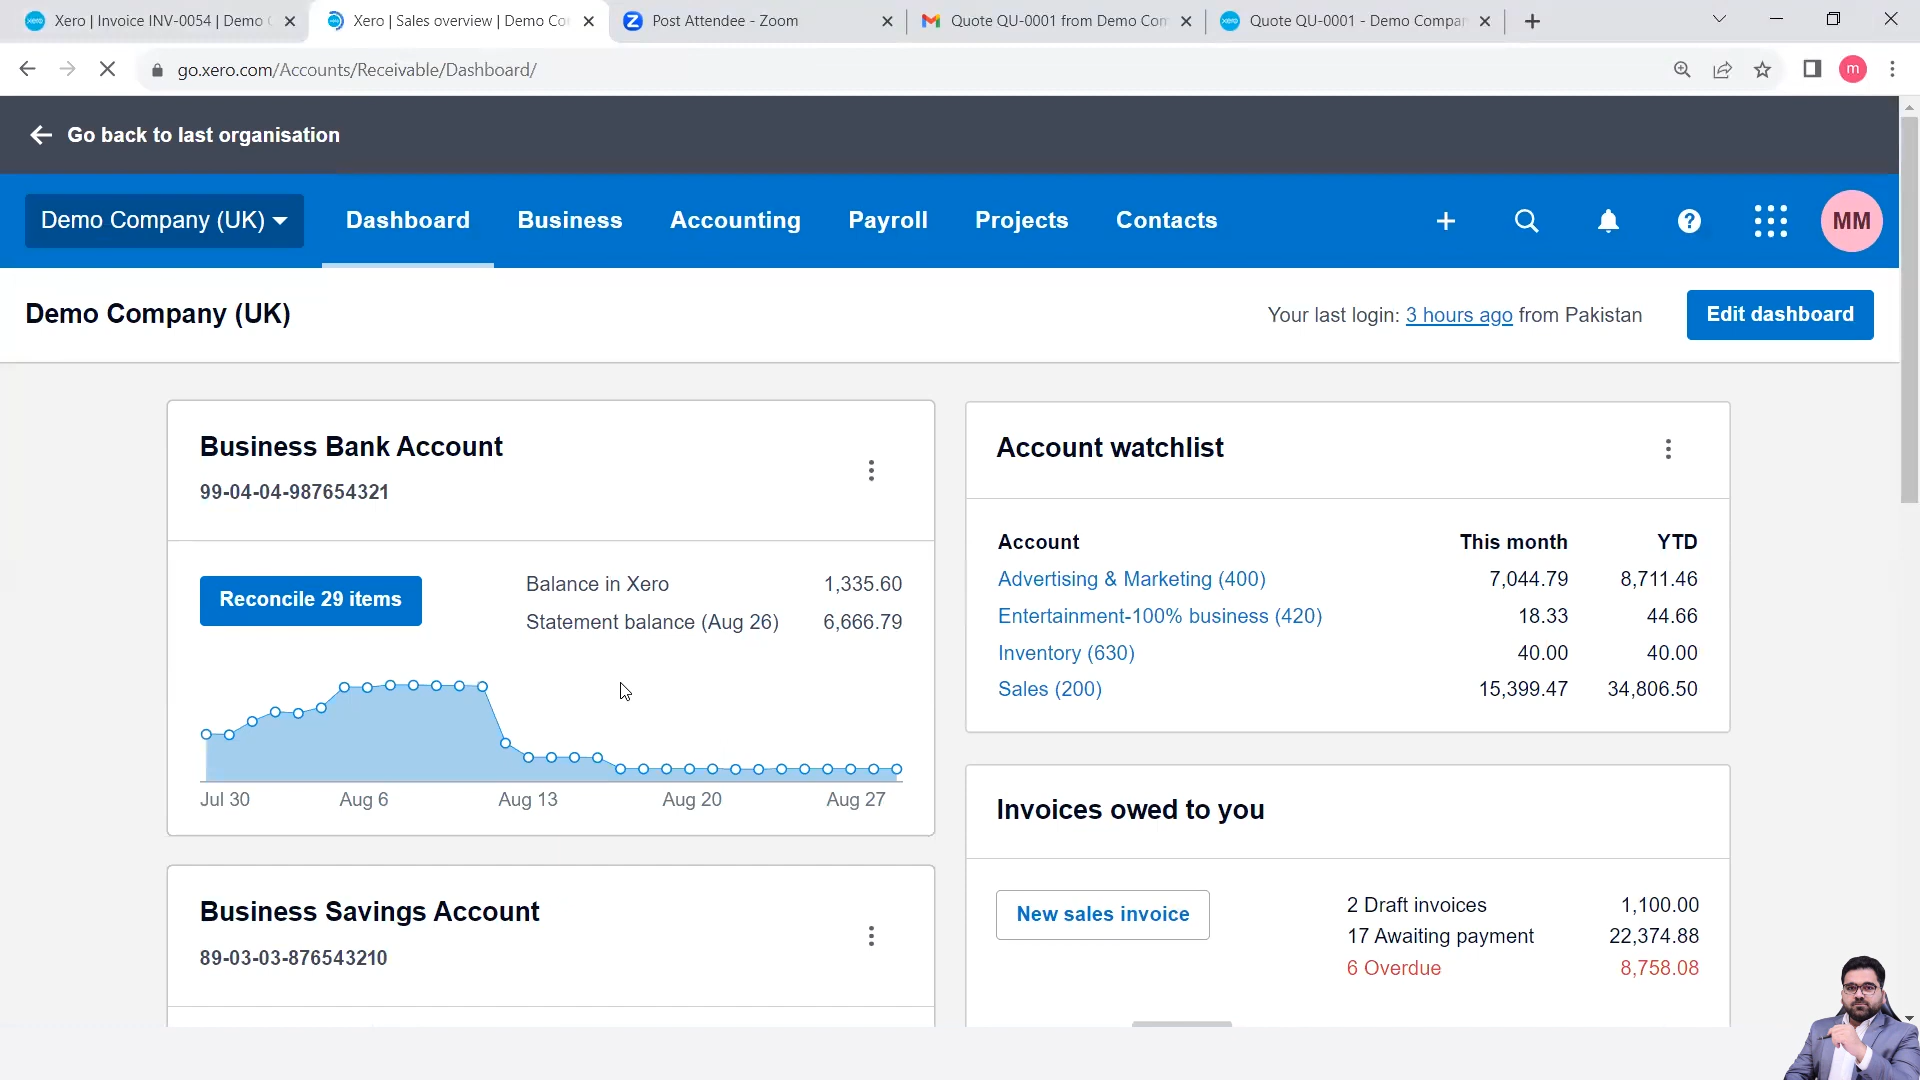 Xero | Invoice INV-0054 | Demo
Xero | Sales overview | Demo Co
Post Attendee - Zoom
Quote QU-0001 from Demo Com
Quote QU-0001 - Demo Compan
go.xero.com/Accounts/Receivable/Dashboard/
m
Go back to last organisation
Demo Company (UK)
Dashboard
Business
Accounting
Payroll
Projects
Contacts
MM
Demo Company (UK)
Your last login: 3 hours ago from Pakistan
Edit dashboard
Business Bank Account
99-04-04-987654321
Reconcile 29 items
Balance in Xero 1,335.60
Statement balance (Aug 26) 6,666.79
Jul 30 Aug 6 Aug 13 Aug 20 Aug 27
Business Savings Account
89-03-03-876543210
Account watchlist
Account This month YTD
Advertising & Marketing (400) 7,044.79 8,711.46
Entertainment-100% business (420) 18.33 44.66
Inventory (630) 40.00 40.00
Sales (200) 15,399.47 34,806.50
Invoices owed to you
New sales invoice
2 Draft invoices 1,100.00
17 Awaiting payment 22,374.88
6 Overdue 8,758.08